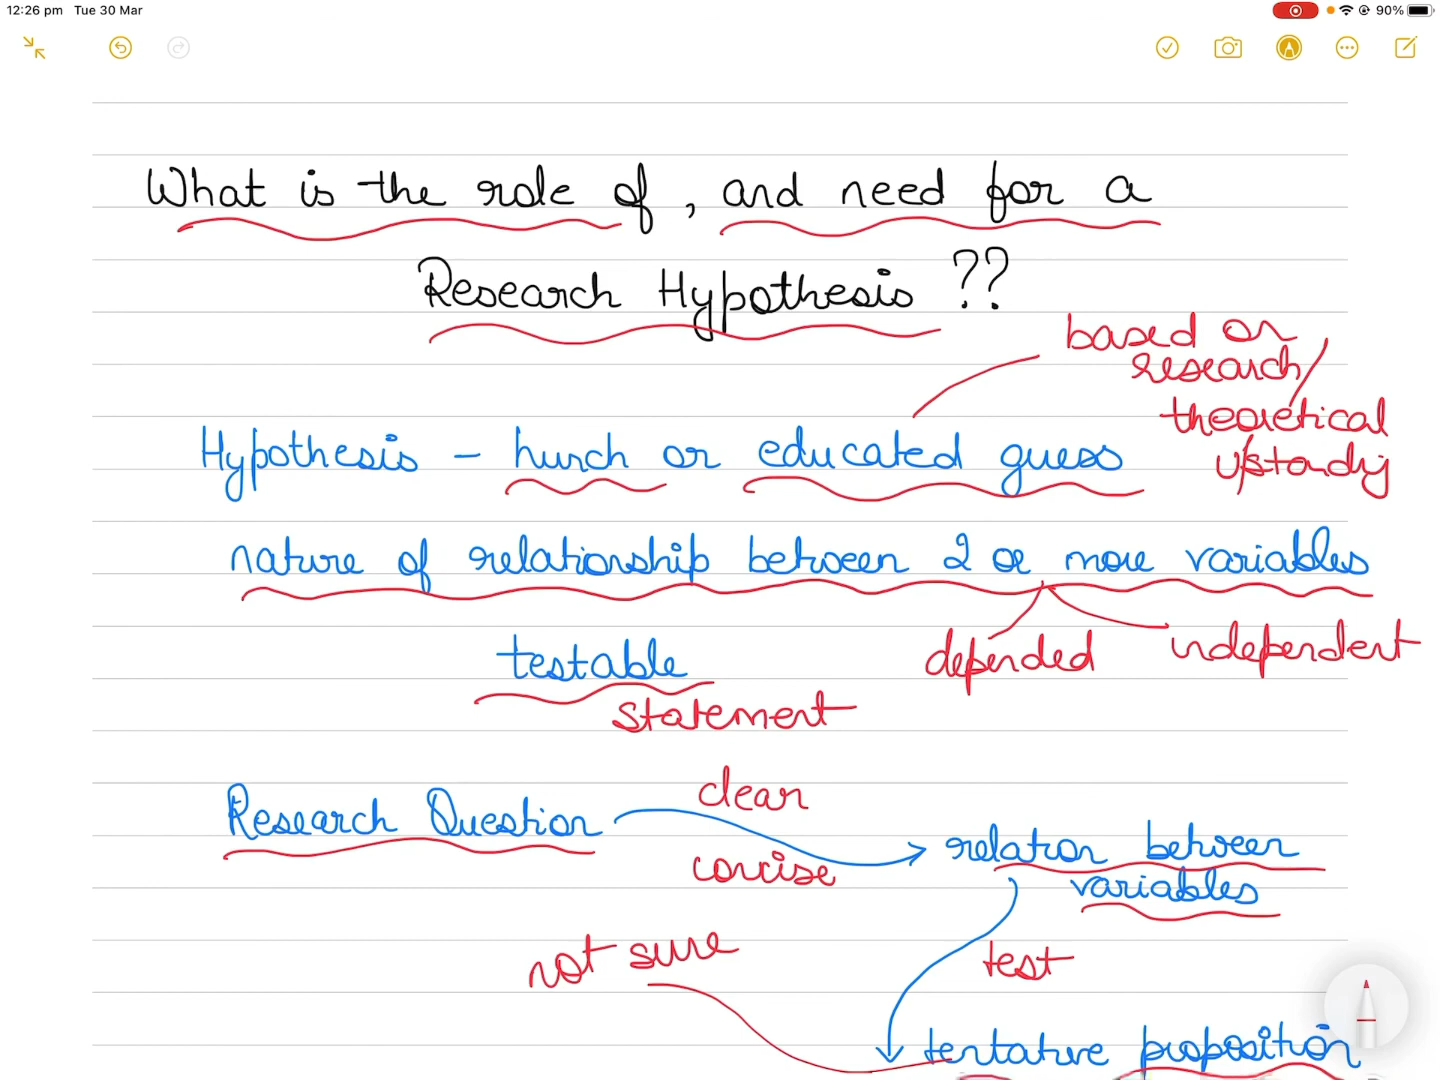 12:26 pm Tue 30 Mar
90%
What is the role of, and need for a
Research Hypothesis ??
based on
research/
theoretical
Hypothesis - hunch or educated guess
nature of relationship between 2 or more variables
depended independent
testable
statement
clear
Research Question
concise
relation between
variables
not sure
test
tentative proposition